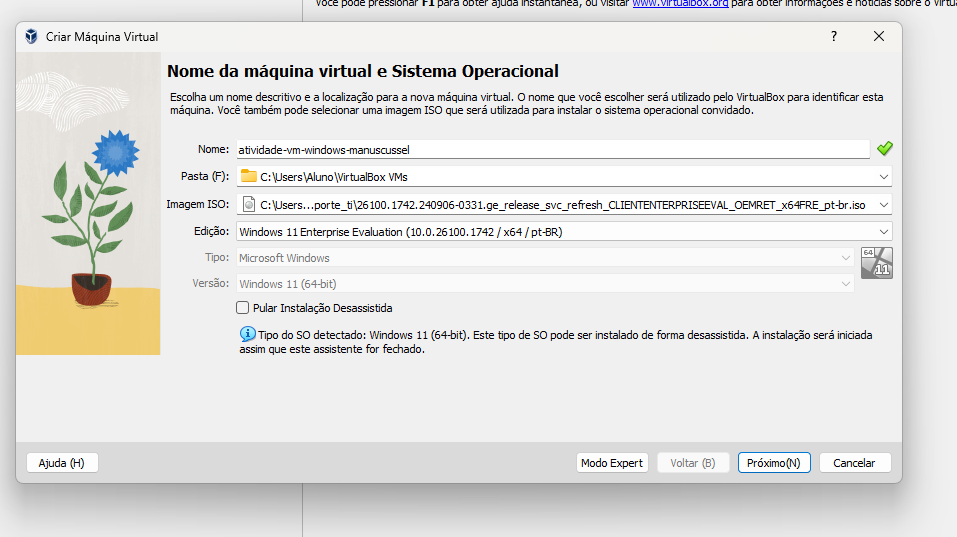 Você pode pressionar F1 para obter ajuda instantânea, ou visitar www.virtualbox.org para obter informações e notícias sobre o
Criar Máquina Virtual
?
Nome da máquina virtual e Sistema Operacional
Escolha um nome descritivo e a localização para a nova máquina virtual. O nome que você escolher será utilizado pelo VirtualBox para identificar esta
máquina. Você também pode selecionar uma imagem ISO que será utilizada para instalar o sistema operacional convidado.
Nome: atividade-vm-windows-manuscussel
Pasta (F): C:\Users\Aluno\VirtualBox VMs
Imagem ISO: C:\Users...porte_ti\26100.1742.240906-0331.ge_release_svc_refresh_CLIENTENTERPRISEEVAL_OEMRET_x64FRE_pt-br.iso
Edição: Windows 11 Enterprise Evaluation (10.0.26100.1742 / x64 / pt-BR)
Tipo: Microsoft Windows
64
11
Versão: Windows 11 (64-bit)
Pular Instalação Desassistida
Tipo do SO detectado: Windows 11 (64-bit). Este tipo de SO pode ser instalado de forma desassistida. A instalação será iniciada
assim que este assistente for fechado.
Ajuda (H) Modo Expert Voltar (B) Próximo(N) Cancelar